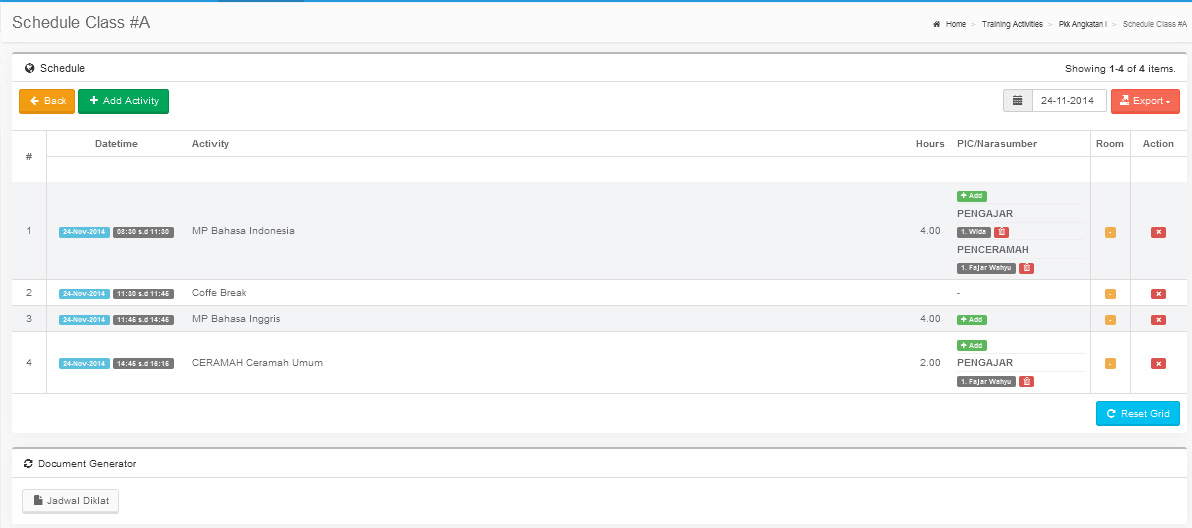 Schedule Class #A
Home > Training Activities > Pkk Angkatan I > Schedule Class #A
Schedule
Showing 1-4 of 4 items.
Back
Add Activity
24-11-2014
Export
# Datetime Activity Hours PIC/Narasumber Room Action
Add
PENGAJAR
1 24-Nov-2014 08:30 s.d 11:30 MP Bahasa Indonesia 4.00 1. Wida -
PENCERAMAH
1. Fajar Wahyu
2 24-Nov-2014 11:30 s.d 11:45 Coffe Break - -
3 24-Nov-2014 11:45 s.d 14:45 MP Bahasa Inggris 4.00 Add -
Add
4 24-Nov-2014 14:45 s.d 16:15 CERAMAH Ceramah Umum 2.00 PENGAJAR -
1. Fajar Wahyu
Reset Grid
Document Generator
Jadwal Diklat